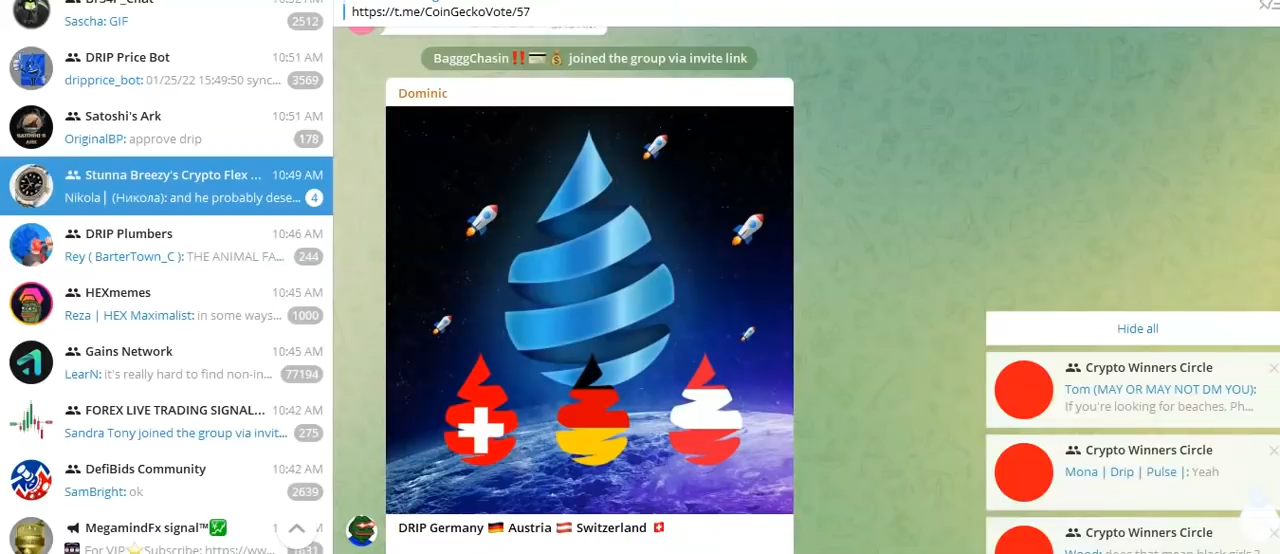 Sascha: GIF
2512
DRIP Price Bot
10:51 AM
dripprice_bot: 01/25/22 15:49:50 sync...
3569
Satoshi's Ark
10:51 AM
OriginalBP: approve drip
178
Stunna Breezy's Crypto Flex ...
10:49 AM
Nikola| (Никола): and he probably dese...
4
DRIP Plumbers
10:46 AM
Rey ( BarterTown_C ): THE ANIMAL FA...
244
HEXmemes
10:45 AM
Reza | HEX Maximalist: in some ways...
1000
Gains Network
10:45 AM
LearN: it's really hard to find non-in...
77194
FOREX LIVE TRADING SIGNAL...
10:42 AM
Sandra Tony joined the group via invit...
275
DefiBids Community
10:42 AM
SamBright: ok
2639
MegamindFx signal™
For VIP⭐Subscribe: https://ww...
https://t.me/CoinGeckoVote/57
BagggChasin‼️💳💰 joined the group via invite link
Dominic
DRIP Germany 🇩🇪 Austria 🇦🇹 Switzerland 🇨🇭
Hide all
Crypto Winners Circle
Tom (MAY OR MAY NOT DM YOU):
If you're looking for beaches. Ph...
Crypto Winners Circle
Mona | Drip | Pulse |: Yeah
Crypto Winners Circle